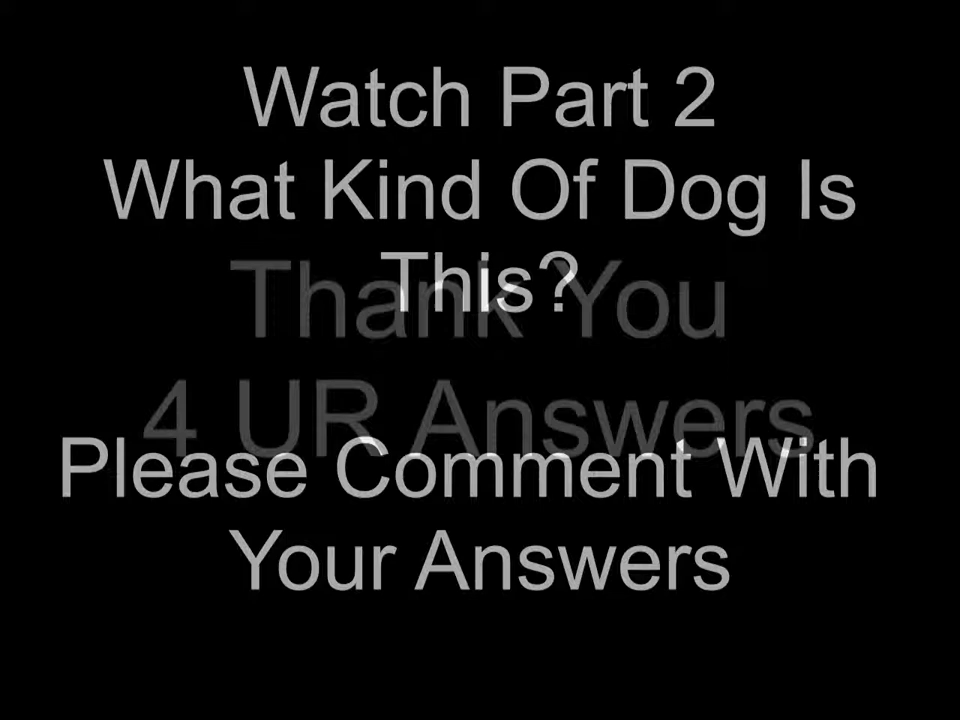 Watch Part 2
What Kind Of Dog Is
This?
Thank You
4 UR Answers
Please Comment With
Your Answers